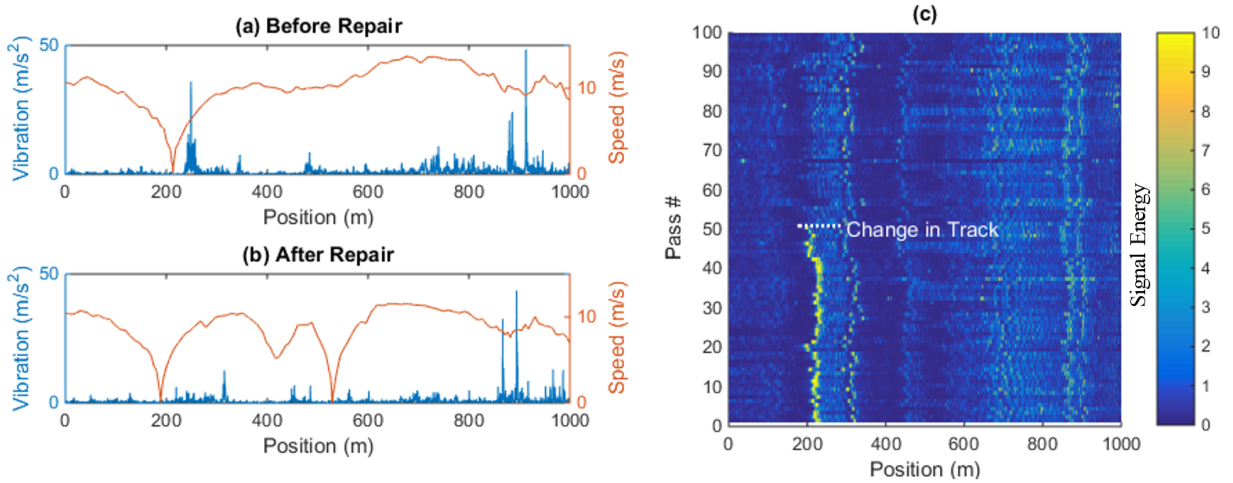 (a) Before Repair
50
0
Vibration (m/s²)
10
0
Speed (m/s)
0 200 400 600 800 1000
Position (m)
(b) After Repair
50
0
Vibration (m/s²)
10
0
Speed (m/s)
0 200 400 600 800 1000
Position (m)
(c)
100
90
80
70
60
50
40
30
20
10
0
Pass #
Change in Track
0 200 400 600 800 1000
Position (m)
Signal Energy
10
9
8
7
6
5
4
3
2
1
0